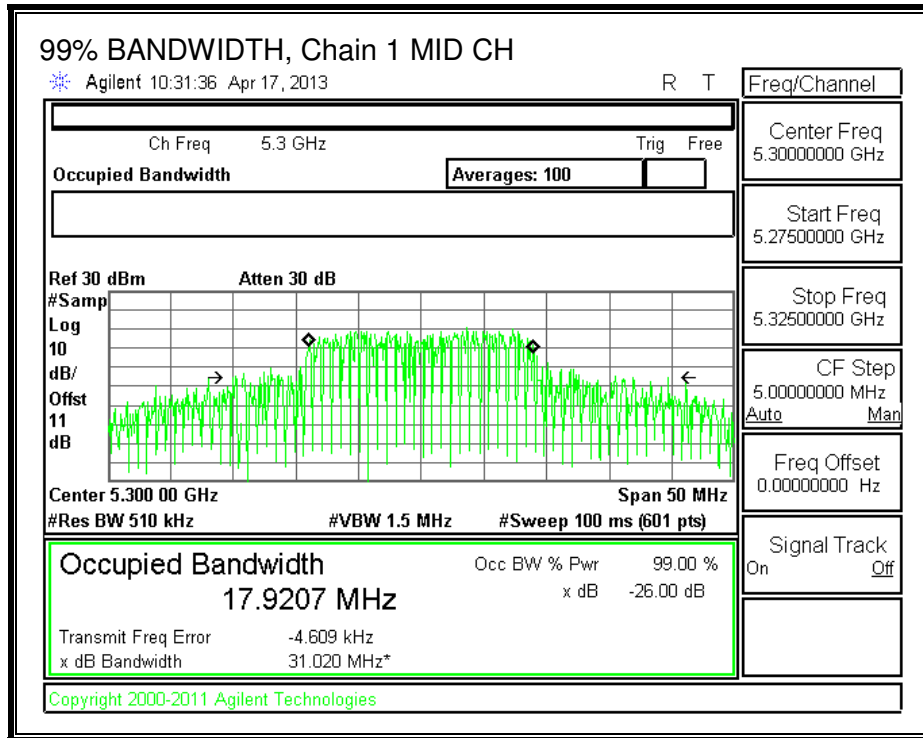 99% BANDWIDTH, Chain 1 MID CH
Agilent 10:31:36 Apr 17, 2013 R T
Freq/Channel
Ch Freq 5.3 GHz Trig Free
Occupied Bandwidth Averages: 100
Center Freq
5.30000000 GHz
Start Freq
5.27500000 GHz
Stop Freq
5.32500000 GHz
CF Step
5.00000000 MHz
Auto Man
Freq Offset
0.00000000 Hz
Signal Track
On Off
Ref 30 dBm Atten 30 dB
#Samp
Log
10
dB/
Offst
11
dB
Center 5.300 00 GHz Span 50 MHz
#Res BW 510 kHz #VBW 1.5 MHz #Sweep 100 ms (601 pts)
Occupied Bandwidth Occ BW % Pwr 99.00 %
17.9207 MHz x dB -26.00 dB
Transmit Freq Error -4.609 kHz
x dB Bandwidth 31.020 MHz*
Copyright 2000-2011 Agilent Technologies